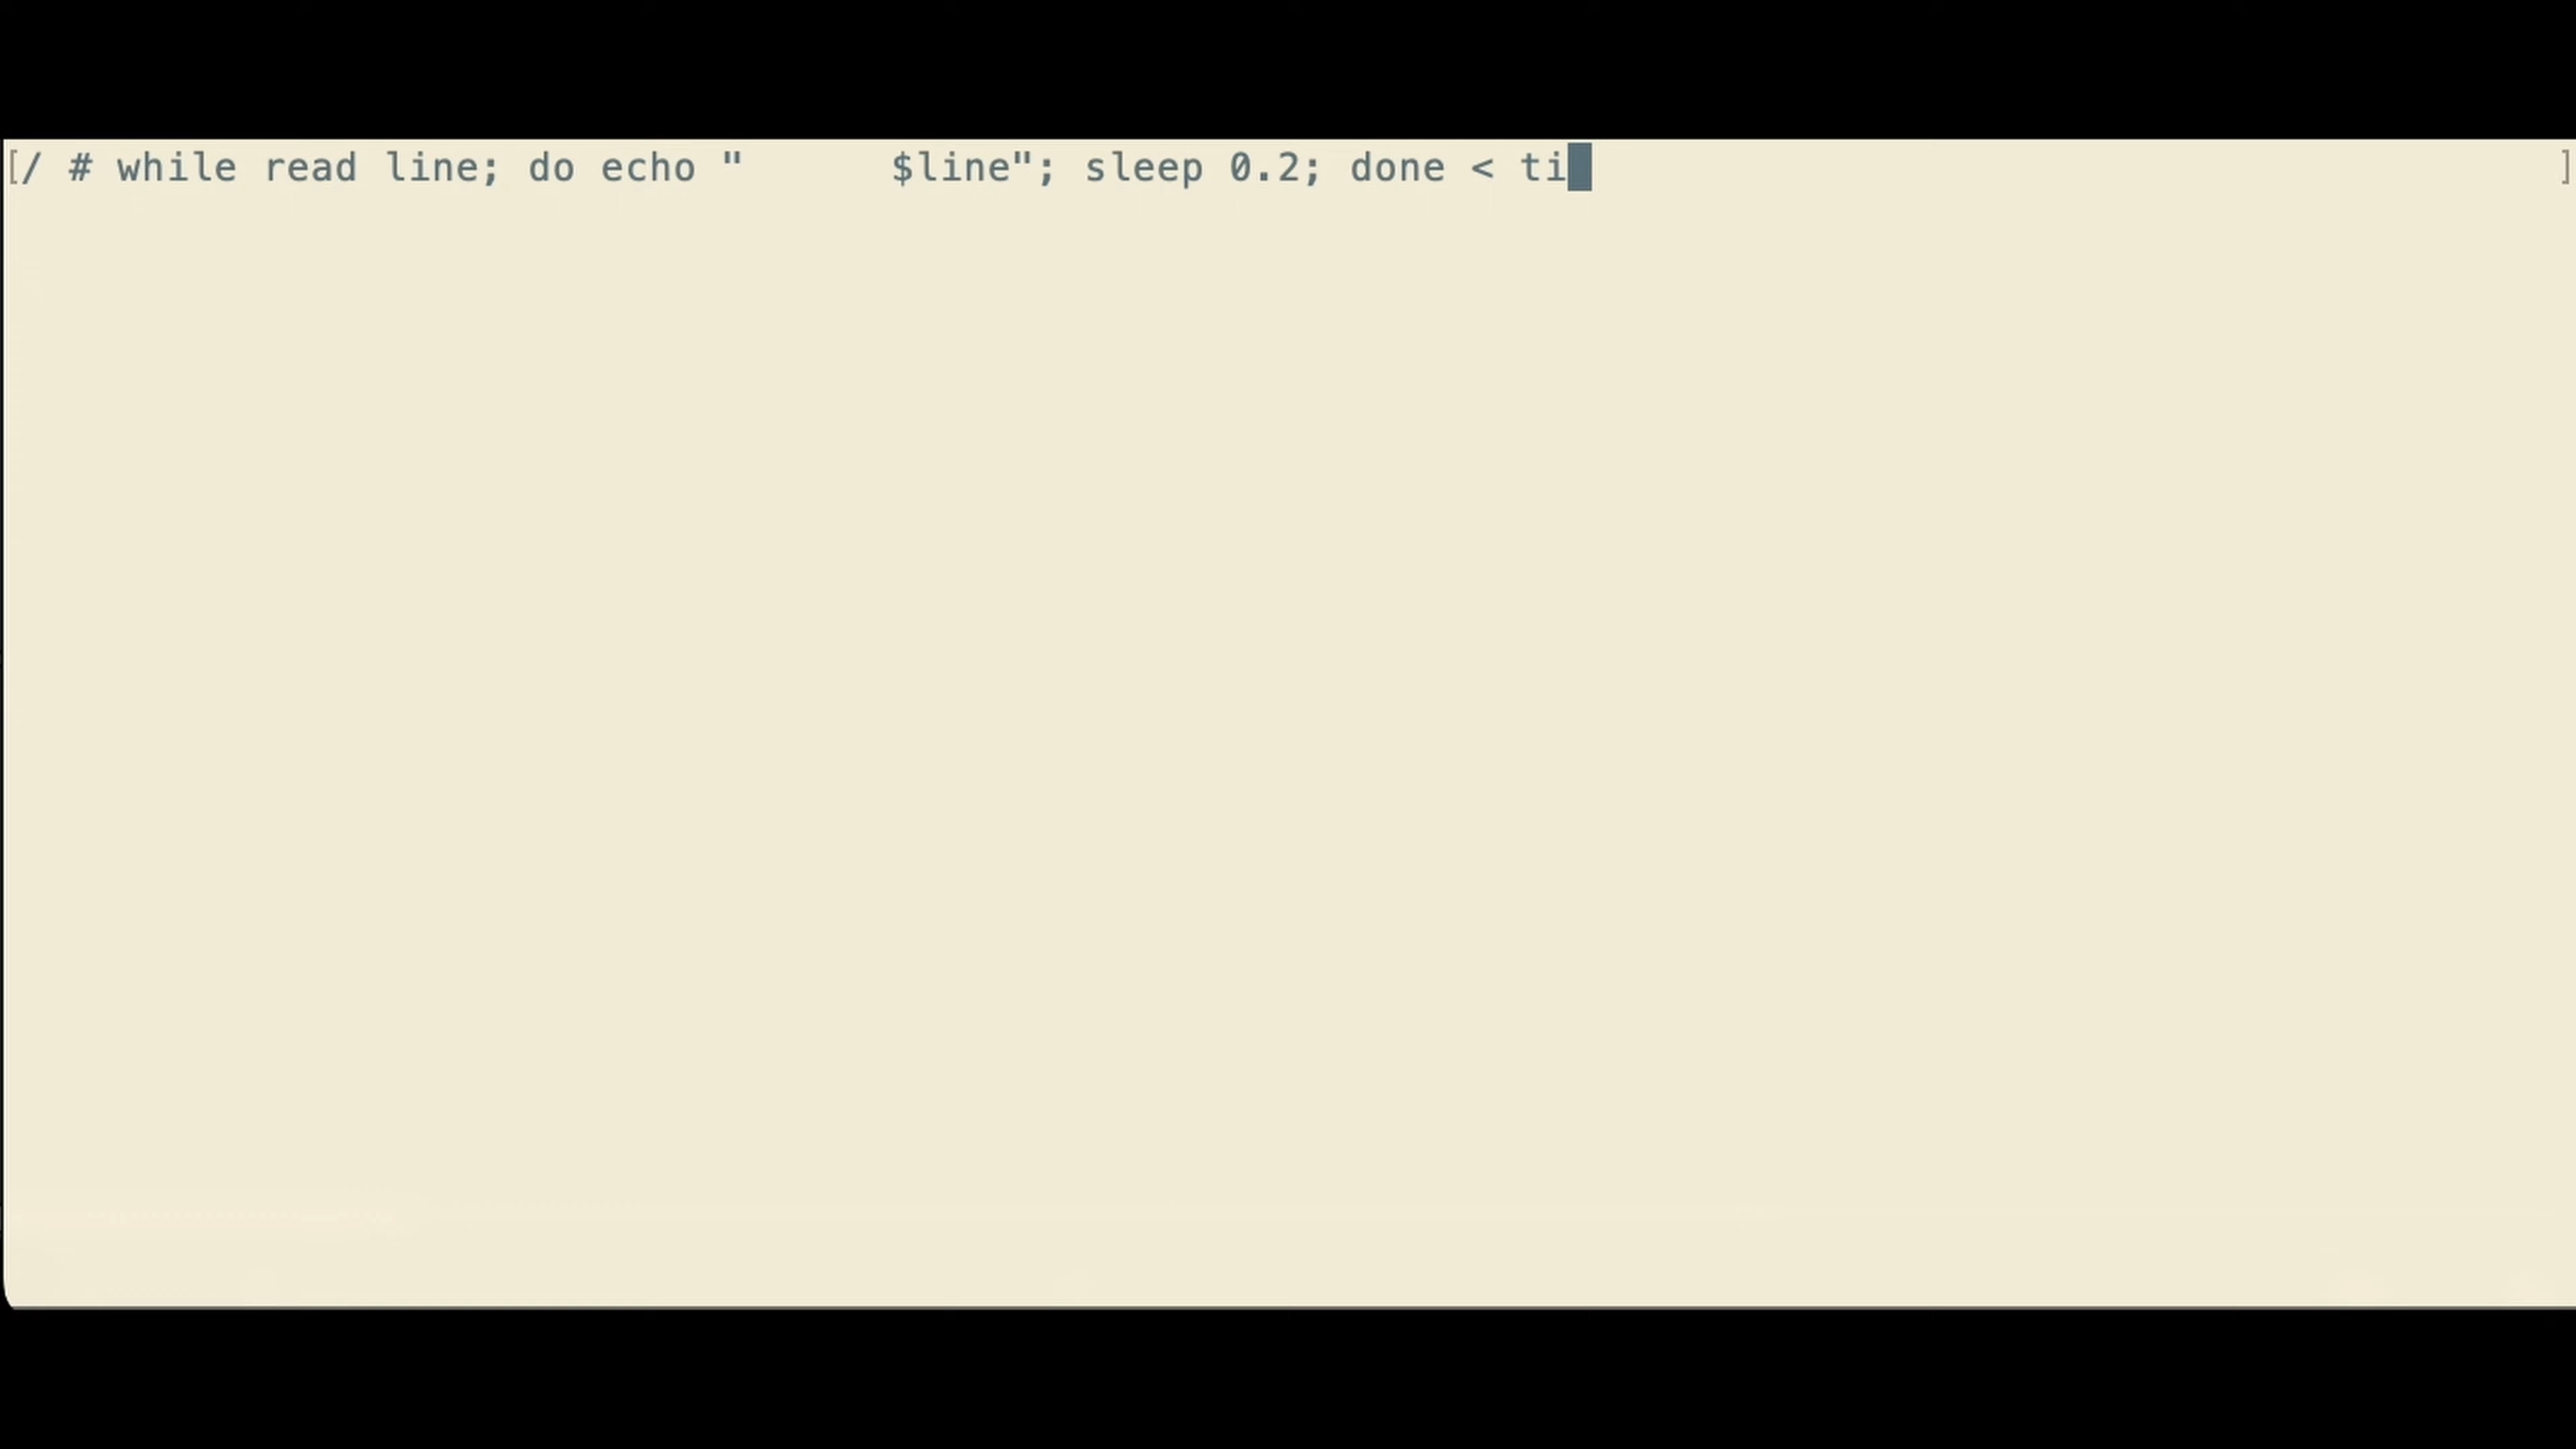 [/ # while read line; do echo "      $line"; sleep 0.2; done < ti ]